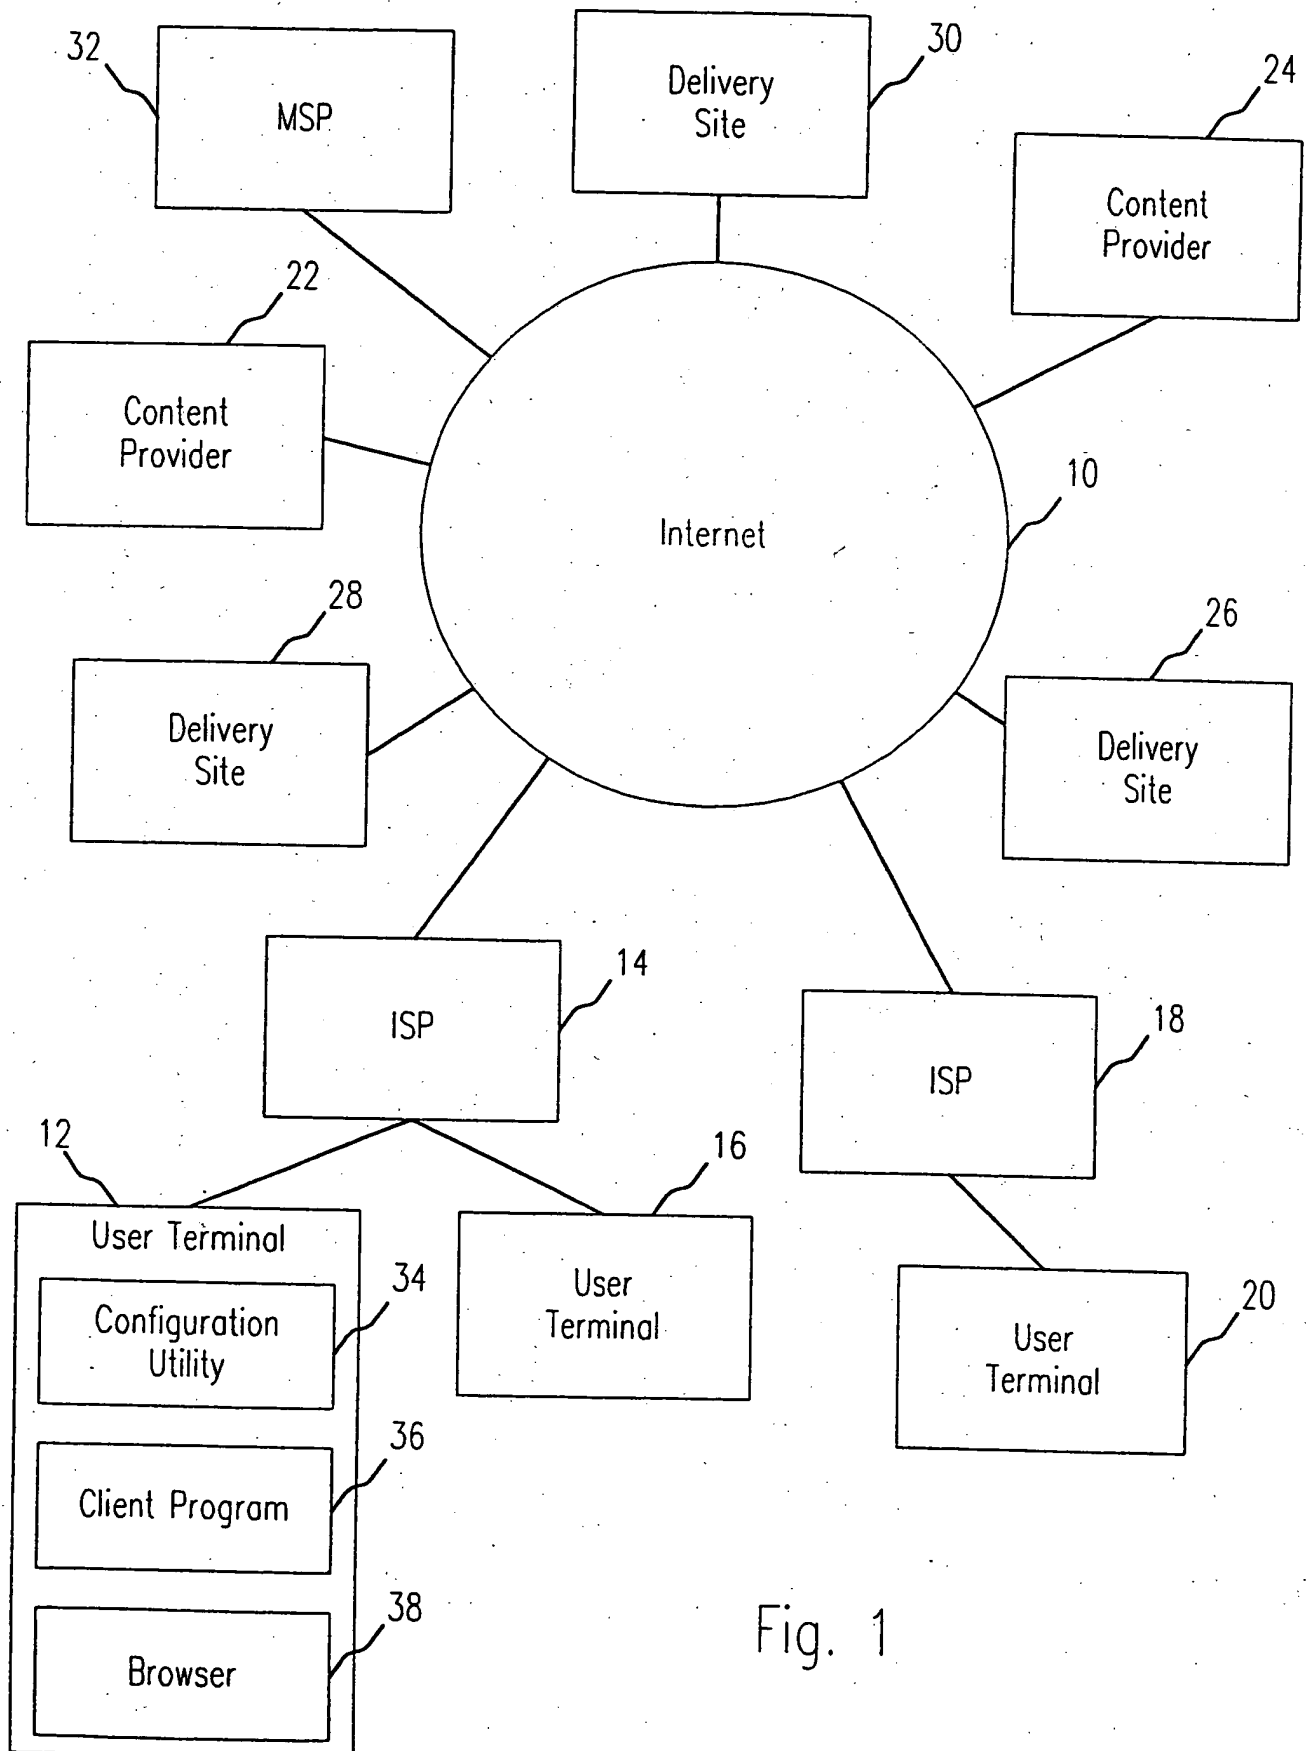 32
MSP
Delivery
Site
30
24
Content
Provider
22
Content
Provider
Internet
10
28
Delivery
Site
26
Delivery
Site
ISP
14
ISP
18
12
User Terminal
16
User
Terminal
Configuration
Utility
34
User
Terminal
20
Client Program
36
Browser
38
Fig. 1